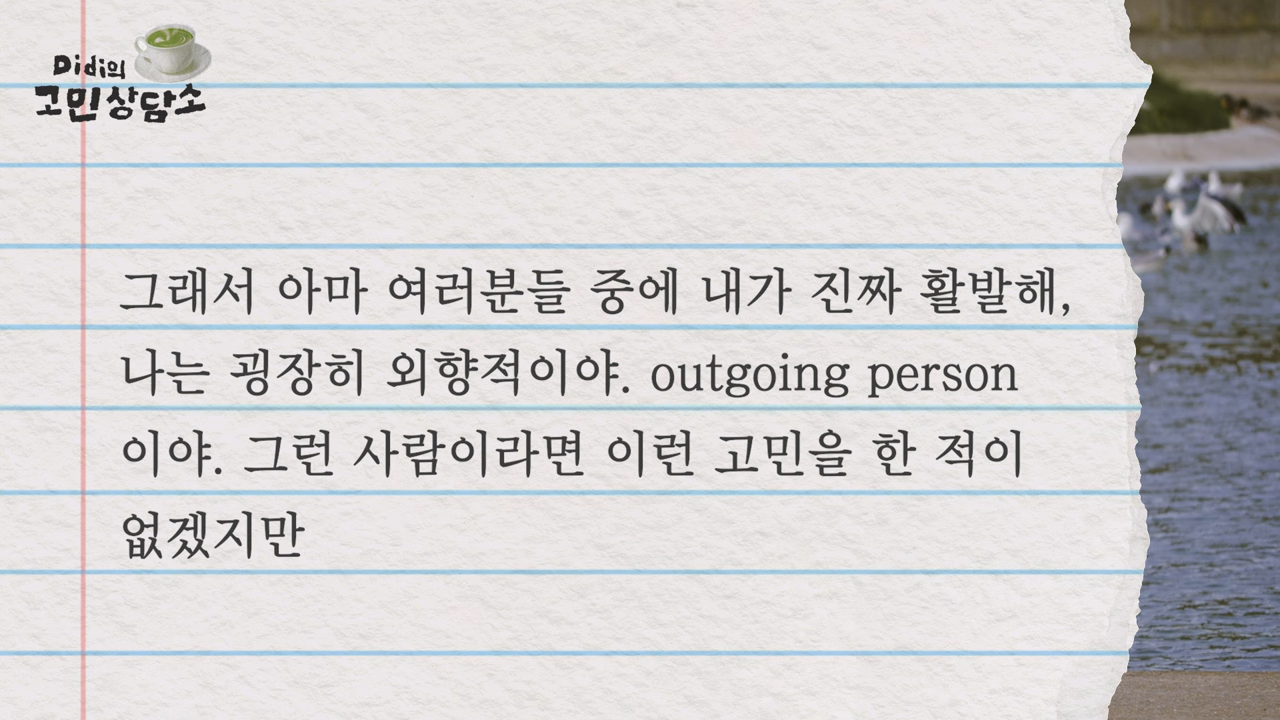 Didi의
고민상담소
그래서 아마 여러분들 중에 내가 진짜 활발해,
나는 굉장히 외향적이야. outgoing person
이야. 그런 사람이라면 이런 고민을 한 적이
없겠지만